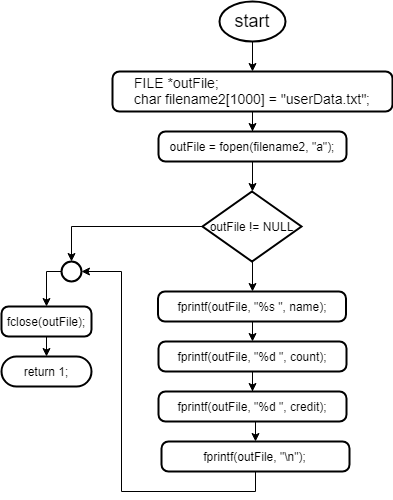 start
FILE *outFile;
char filename2[1000] = "userData.txt";
outFile = fopen(filename2, "a");
outFile != NULL
fprintf(outFile, "%s ", name);
fclose(outFile);
fprintf(outFile, "%d ", count);
return 1;
fprintf(outFile, "%d ", credit);
fprintf(outFile, "\n");